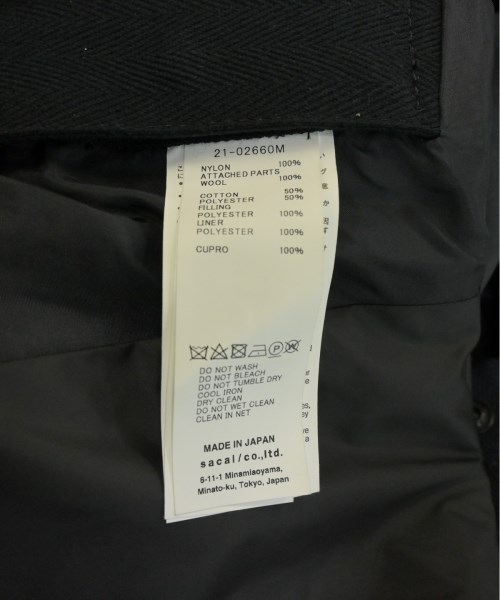 21-02660M
NYLON 100%
ATTACHED PARTS
WOOL 100%
COTTON 50%
POLYESTER 50%
FILLING
POLYESTER 100%
LINER
POLYESTER 100%
CUPRO 100%
DO NOT WASH
DO NOT BLEACH
DO NOT TUMBLE DRY
COOL IRON
DRY CLEAN
DO NOT WET CLEAN
CLEAN IN NET
MADE IN JAPAN
sacai/co.,ltd.
6-11-1 Minamiaoyama,
Minato-ku, Tokyo, Japan